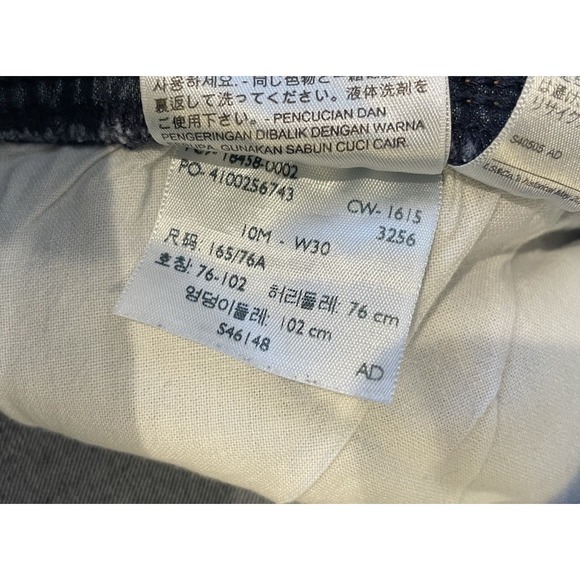 사용하세요. - 同じ色物と
裏返して洗ってください。液体洗剤を
ご使用下さい。- PENCUCIAN DAN
PENGERINGAN DIBALIK DENGAN WARNA
GUNAKAN SABUN CUCI CAIR.
18458-0002
PO- 4100256743
CW- 1615
3256
10M - W30
尺码: 165/76A
호칭: 76-102 허리둘레: 76 cm
엉덩이둘레: 102 cm
S46148
AD
リサイク
S40505 AD